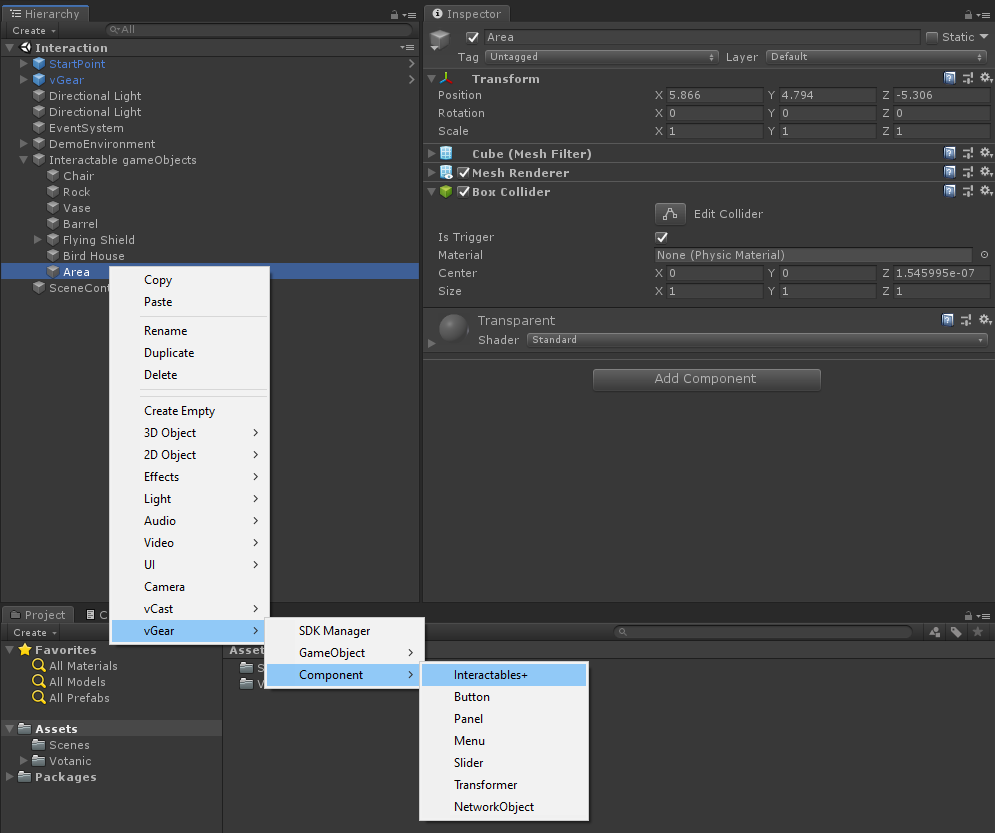 Hierarchy
Create
All
Interaction
StartPoint
vGear
Directional Light
Directional Light
EventSystem
DemoEnvironment
Interactable gameObjects
Chair
Rock
Vase
Barrel
Flying Shield
Bird House
Area
SceneCont
Copy
Paste
Rename
Duplicate
Delete
Create Empty
3D Object
2D Object
Effects
Light
Audio
Video
UI
Camera
vCast
vGear
SDK Manager
GameObject
Component
Interactables+
Button
Panel
Menu
Slider
Transformer
NetworkObject
Inspector
Area Static
Tag Untagged Layer Default
Transform
Position X 5.866 Y 4.794 Z -5.306
Rotation X 0 Y 0 Z 0
Scale X 1 Y 1 Z 1
Cube (Mesh Filter)
Mesh Renderer
Box Collider
Edit Collider
Is Trigger
Material None (Physic Material)
Center X 0 Y 0 Z 1.545995e-07
Size X 1 Y 1 Z 1
Transparent
Shader Standard
Add Component
Project C
Create
Favorites
All Materials
All Models
All Prefabs
Assets
Scenes
Votanic
Packages
Asset
S
V